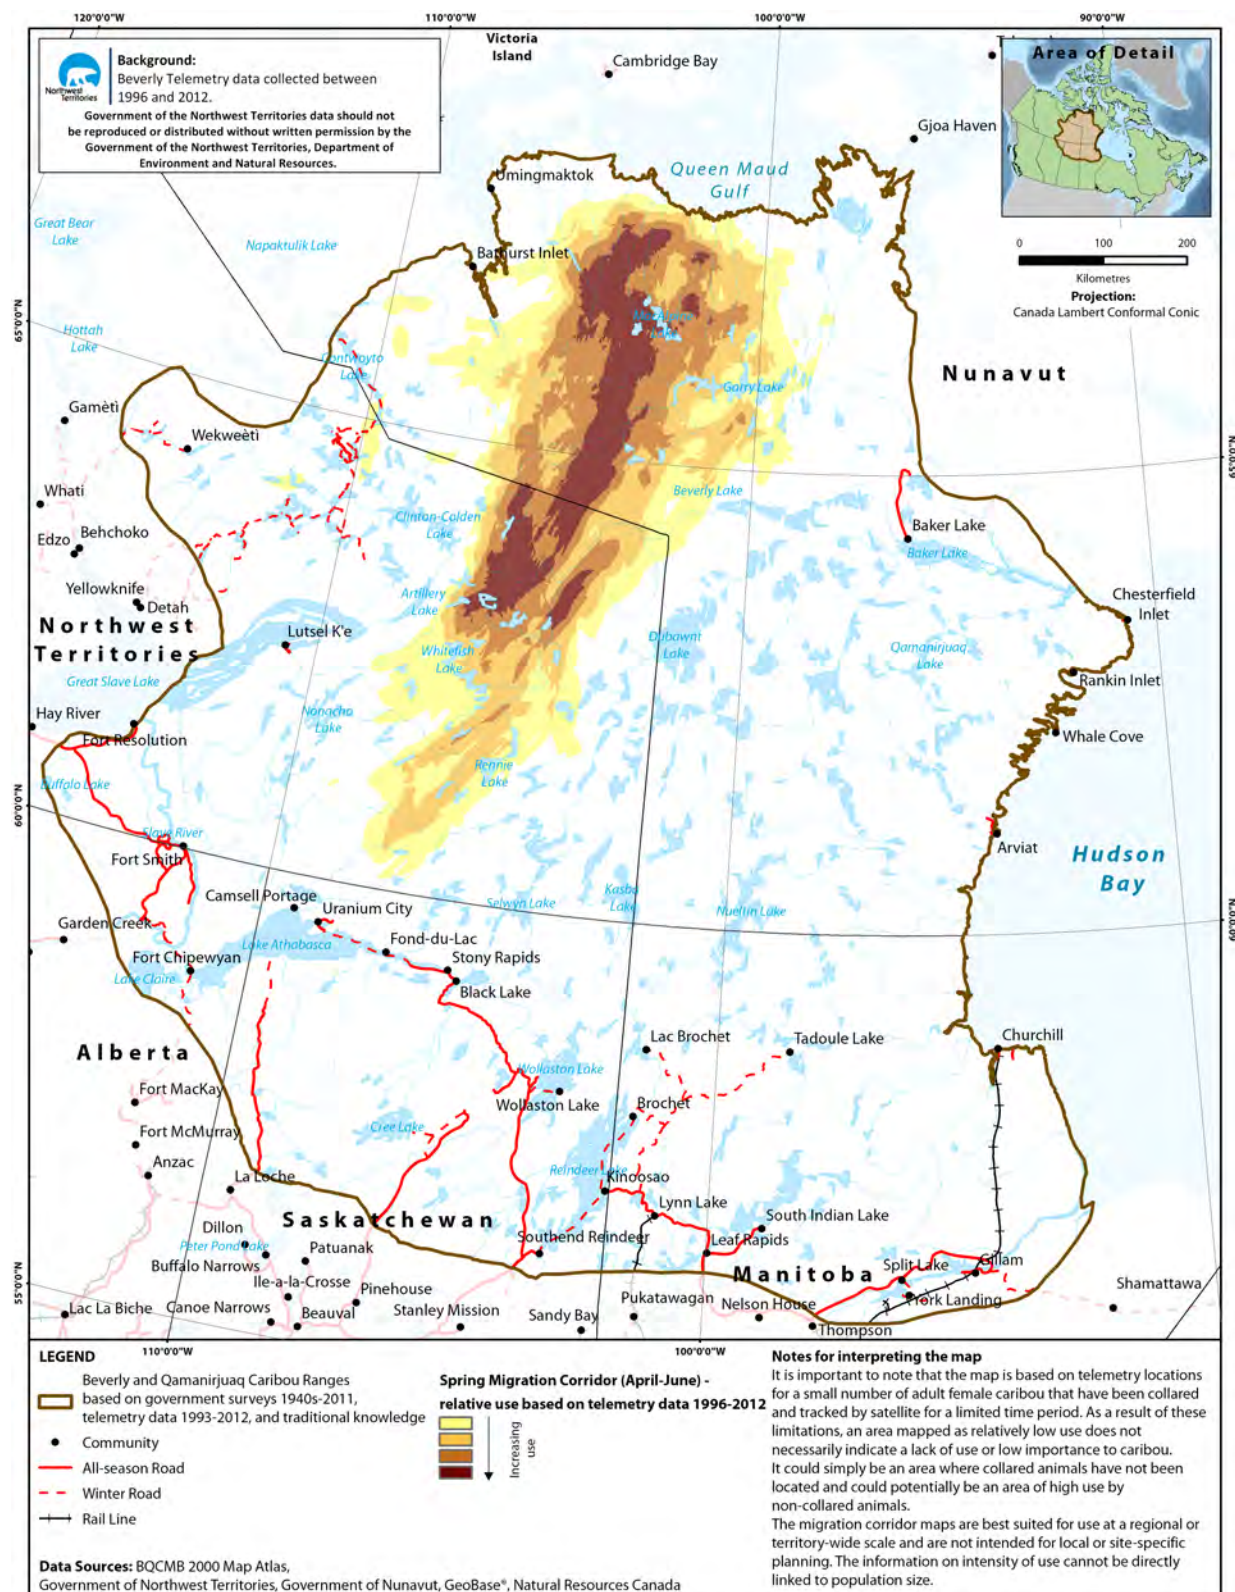 120°0'0"W
110°0'0"W
100°0'0"W
90°0'0"W
Northwest
Territories
Background:
Beverly Telemetry data collected between
1996 and 2012.
Government of the Northwest Territories data should not
be reproduced or distributed without written permission by the
Government of the Northwest Territories, Department of
Environment and Natural Resources.
Victoria
Island
Cambridge Bay
Area of Detail
Gjoa Haven
Queen Maud
Gulf
Umingmaktok
Great Bear
Lake
Napaktulik Lake
Bathurst Inlet
0
100
200
Kilometres
Projection:
Canada Lambert Conformal Conic
65°0'0"N
Hottah
Lake
Contwoyto
Lake
MacAlpine
Lake
Garry Lake
Nunavut
Gamètì
Wekweètì
65°0'0"N
Whati
Beverly Lake
Clinton-Colden
Lake
Edzo
Behchoko
Baker Lake
Baker Lake
Yellowknife
Detah
Artillery
Lake
Chesterfield
Inlet
Northwest
Territories
Lutsel K'e
Whitefish
Lake
Dubawnt
Lake
Qamanirjuaq
Lake
Great Slave Lake
Rankin Inlet
Hay River
Nonacho
Lake
Fort Resolution
Whale Cove
Buffalo Lake
Rennie
Lake
60°0'0"N
Slave River
Fort Smith
Arviat
Hudson
Bay
Camsell Portage
Uranium City
Selwyn Lake
Kasba
Lake
Nueltin Lake
60°0'0"N
Garden Creek
Lake Athabasca
Fond-du-Lac
Fort Chipewyan
Stony Rapids
Lake Claire
Black Lake
Alberta
Lac Brochet
Tadoule Lake
Churchill
Wollaston Lake
Fort MacKay
Wollaston Lake
Brochet
Fort McMurray
Cree Lake
Anzac
Reindeer Lake
La Loche
Kinoosao
Lynn Lake
South Indian Lake
Saskatchewan
Dillon
Southend Reindeer
Leaf Rapids
Peter Pond Lake
Patuanak
Buffalo Narrows
Manitoba
Split Lake
Gillam
55°0'0"N
Ile-a-la-Crosse
Pinehouse
York Landing
Shamattawa
Lac La Biche
Canoe Narrows
Beauval
Stanley Mission
Sandy Bay
Pukatawagan
Nelson House
Thompson
110°0'0"W
100°0'0"W
LEGEND
Beverly and Qamanirjuaq Caribou Ranges
based on government surveys 1940s-2011,
telemetry data 1993-2012, and traditional knowledge
Community
All-season Road
Winter Road
Rail Line
Data Sources: BQCMB 2000 Map Atlas,
Government of Northwest Territories, Government of Nunavut, GeoBase®, Natural Resources Canada
Spring Migration Corridor (April-June) -
relative use based on telemetry data 1996-2012
Increasing
use
Notes for interpreting the map
It is important to note that the map is based on telemetry locations
for a small number of adult female caribou that have been collared
and tracked by satellite for a limited time period. As a result of these
limitations, an area mapped as relatively low use does not
necessarily indicate a lack of use or low importance to caribou.
It could simply be an area where collared animals have not been
located and could potentially be an area of high use by
non-collared animals.
The migration corridor maps are best suited for use at a regional or
territory-wide scale and are not intended for local or site-specific
planning. The information on intensity of use cannot be directly
linked to population size.